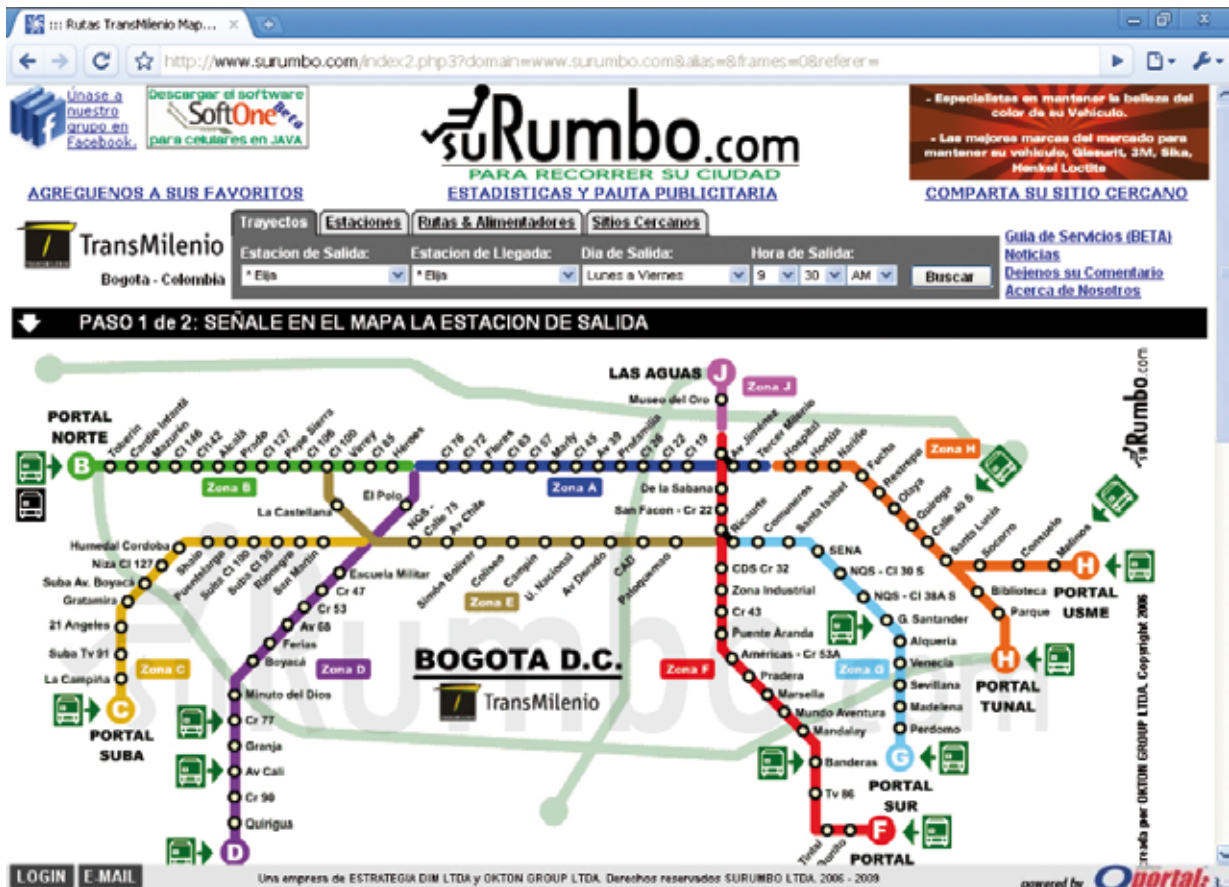 ::: Rutas TransMilenio Map...
http://www.surumbo.com/index2.php3?domain=www.surumbo.com&alias=&frames=0&referer=
Únase a
nuestro
grupo en
Facebook.
Descargar el software
SoftOne Beta
para celulares en JAVA
suRumbo.com
PARA RECORRER SU CIUDAD
- Especialistas en mantener la belleza del
color de su Vehículo.
- Las mejores marcas del mercado para
mantener su vehiculo, Glasurit, 3M, Sika,
Henkel Loctite
AGREGUENOS A SUS FAVORITOS
ESTADISTICAS Y PAUTA PUBLICITARIA
COMPARTA SU SITIO CERCANO
TransMilenio
Bogota - Colombia
Trayectos
Estaciones
Rutas & Alimentadores
Sitios Cercanos
Estacion de Salida:
Estacion de Llegada:
Dia de Salida:
Hora de Salida:
* Elija
* Elija
Lunes a Viernes
9
30
AM
Buscar
Guia de Servicios (BETA)
Noticias
Dejenos su Comentario
Acerca de Nosotros
PASO 1 de 2: SEÑALE EN EL MAPA LA ESTACION DE SALIDA
LAS AGUAS
J
Zona J
Museo del Oro
PORTAL
NORTE
B
Toberín
Cardio Infantil
Mazurén
Cl 146
Cl142
Alcalá
Prado
Cl 127
Pepe Sierra
Cl 106
Cl 100
Virrey
Cl 85
Héroes
Cl 76
Cl 72
Flores
Cl 63
Cl 57
Marly
Cl 45
Av 39
Profamilia
Cl 26
Cl 22
Cl 19
Av Jiménez
Tercer Milenio
Hospital
Hortúa
Nariño
Fucha
Restrepo
Olaya
Quiroga
Calle 40 S
Santa Lucia
Socorro
Consuelo
Molinos
Zona H
Zona B
Zona A
La Castellana
El Polo
NQS -
Calle 75
Av Chile
De la Sabana
San Facon - Cr 22
Ricaurte
Comuneros
Santa Isabel
Humedal Cordoba
Niza Cl 127
Suba Av. Boyacá
Gratamira
21 Angeles
Suba Tv 91
La Campiña
C
PORTAL
SUBA
Zona C
Shaio
Puentelargo
Suba Cl 100
Suba Cl 95
Rionegro
San Martin
Escuela Militar
Cr 47
Cr 53
Av 68
Ferias
Boyacá
Minuto del Dios
Cr 77
Granja
Av Cali
Cr 90
Quirigua
D
Zona D
Simón Bolivar
Coliseo
Campin
U. Nacional
Av Dorado
CAD
Paloquemao
Zona E
BOGOTA D.C.
TransMilenio
CDS Cr 32
Zona Industrial
Cr 43
Puente Aranda
Américas - Cr 53A
Pradera
Marsella
Mundo Aventura
Mandalay
Banderas
Tv 86
Tintal
F
PORTAL
Zona F
SENA
NQS - Cl 30 S
NQS - Cl 38A S
G. Santander
Alqueria
Venecia
Sevillana
Madelena
Perdomo
G
PORTAL
SUR
Zona G
Biblioteca
Parque
H
PORTAL
TUNAL
H
PORTAL
USME
suRumbo.com
reada por OKTON GROUP LTDA. Copyright 2006
suRumbo.com
LOGIN
E-MAIL
Una empresa de ESTRATEGIA DIM LTDA y OKTON GROUP LTDA. Derechos reservados SURUMBO LTDA. 2006 - 2009
powered by